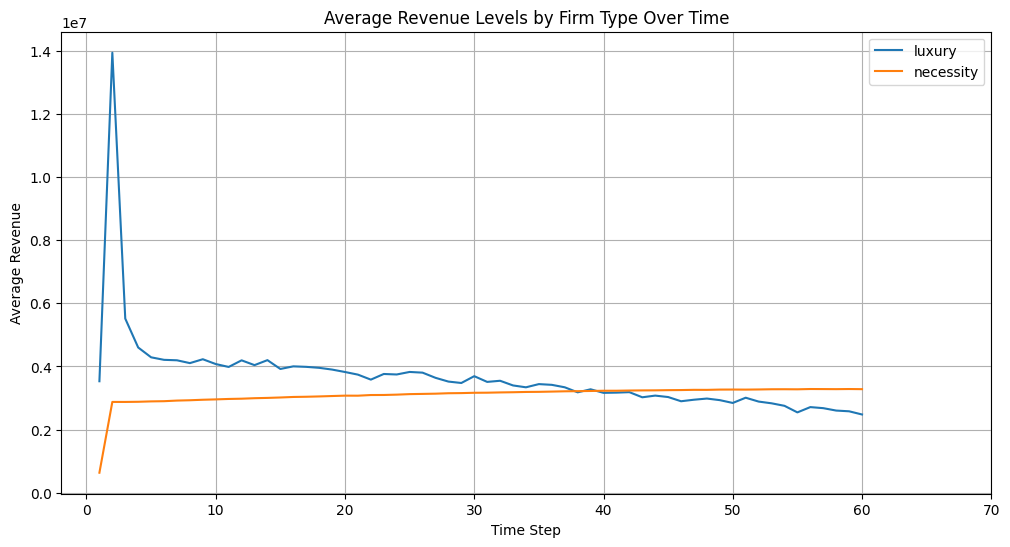 Average Revenue Levels by Firm Type Over Time
1e7
luxury
necessity
1.4
1.2
1.0
0.8
0.6
0.4
0.2
0.0
Average Revenue
0 10 20 30 40 50 60 70
Time Step